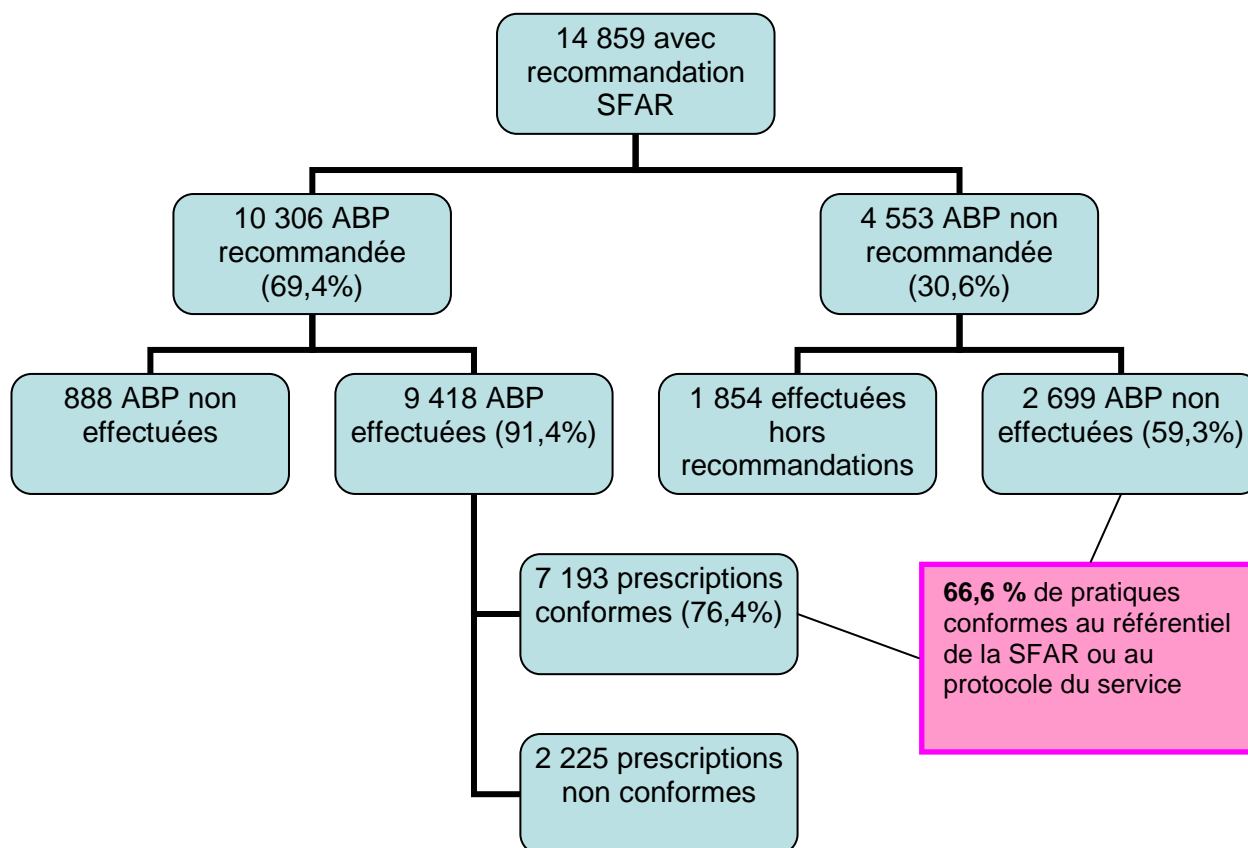 14 859 avec
recommandation
SFAR
10 306 ABP
recommandée
(69,4%)
4 553 ABP non
recommandée
(30,6%)
888 ABP non
effectuées
9 418 ABP
effectuées (91,4%)
1 854 effectuées
hors
recommandations
2 699 ABP non
effectuées (59,3%)
7 193 prescriptions
conformes (76,4%)
66,6 % de pratiques
conformes au référentiel
de la SFAR ou au
protocole du service
2 225 prescriptions
non conformes